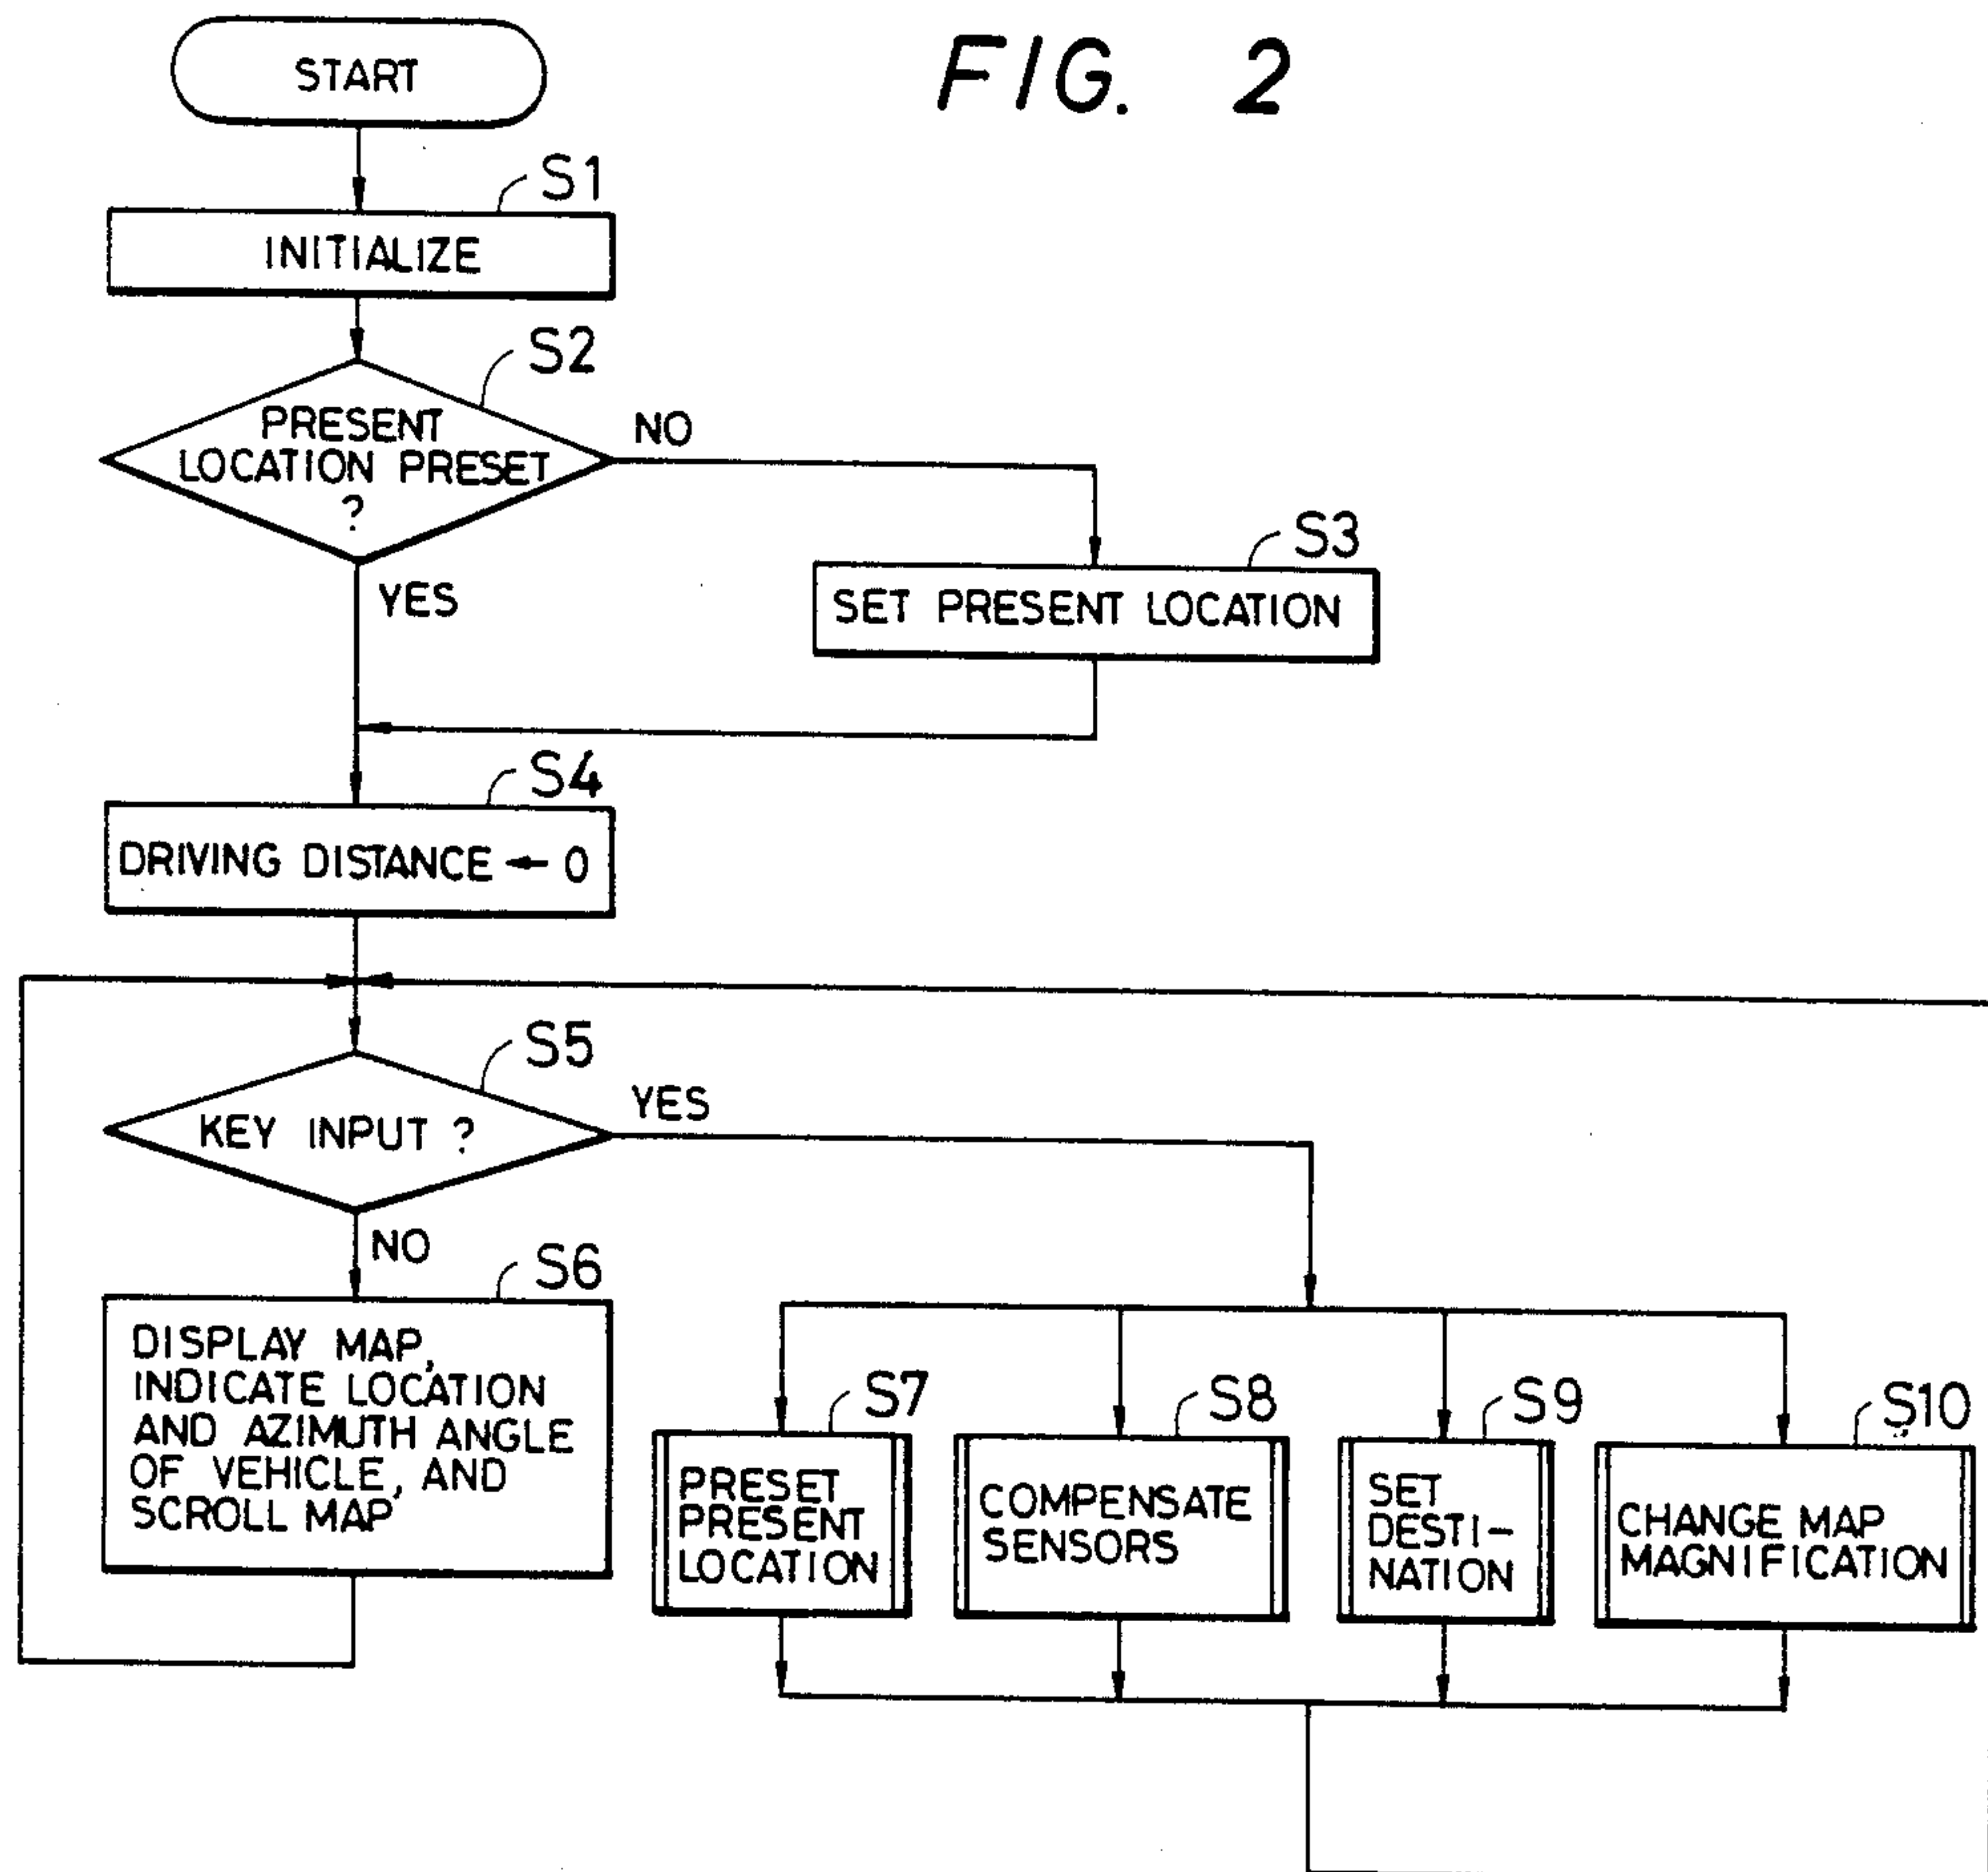 FIG. 2
START
S1
INITIALIZE
S2
PRESENT
LOCATION PRESET
?
NO
YES
S3
SET PRESENT LOCATION
S4
DRIVING DISTANCE ← 0
S5
KEY INPUT ?
YES
NO
S6
DISPLAY MAP,
INDICATE LOCATION
AND AZIMUTH ANGLE
OF VEHICLE, AND
SCROLL MAP
S7
PRESET
PRESENT
LOCATION
S8
COMPENSATE
SENSORS
S9
SET
DESTI-
NATION
S10
CHANGE MAP
MAGNIFICATION